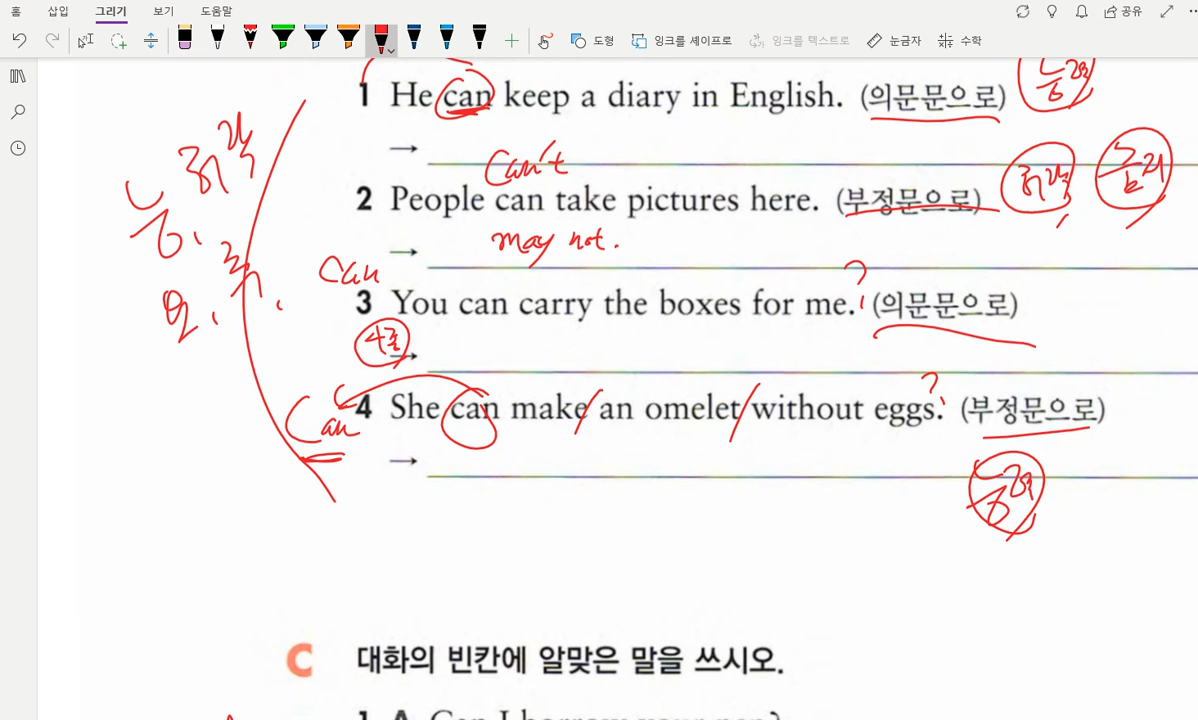 홈 삽입 그리기 보기 도움말 공유
도형 잉크를 셰이프로 잉크를 텍스트로 눈금자 수학
1 He can keep a diary in English. (의문문으로) 능력
→
허락
능,
can't
2 People can take pictures here. (부정문으로) 허락 금지
may not.
→
요,
can
3 You can carry the boxes for me.? (의문문으로)
→
Can
4 She can make/an omelet/without eggs.? (부정문으로)
→
능력
C 대화의 빈칸에 알맞은 말을 쓰시오.